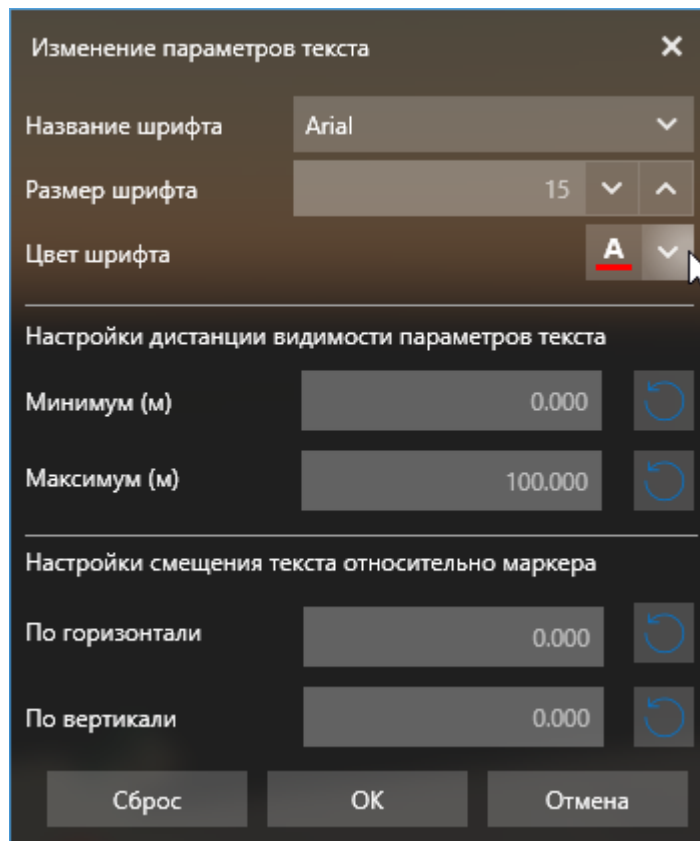 Изменение параметров текста
Название шрифта Arial
Размер шрифта 15
Цвет шрифта A
Настройки дистанции видимости параметров текста
Минимум (м) 0.000
Максимум (м) 100.000
Настройки смещения текста относительно маркера
По горизонтали 0.000
По вертикали 0.000
Сброс ОК Отмена